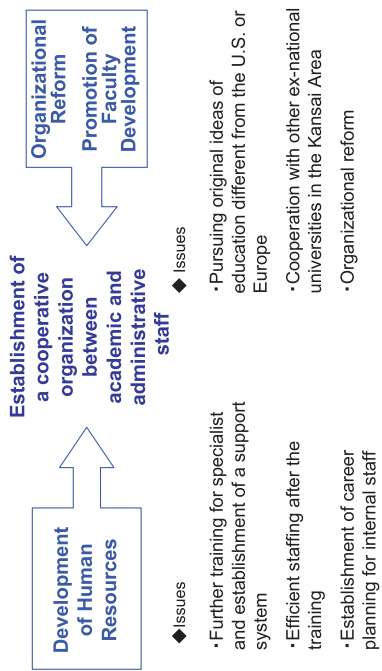 Development
of Human
Resources
Establishment of
a cooperative
organization
between
academic and
administrative
staff
Organizational
Reform
Promotion of
Faculty
Development
◆ Issues
・Further training for specialist
and establishment of a support
system
・Efficient staffing after the
training
・Establishment of career
planning for internal staff
◆ Issues
・Pursuing original ideas of
education different from the U.S. or
Europe
・Cooperation with other ex-national
universities in the Kansai Area
・Organizational reform